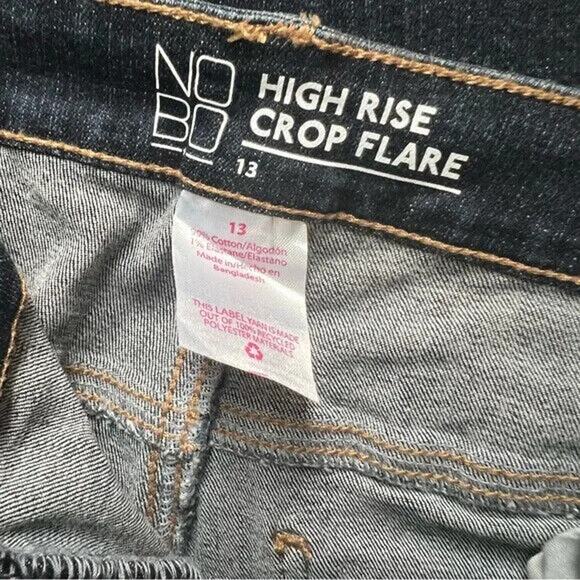 NO
BO
HIGH RISE
CROP FLARE
13
13
99% Cotton/Algodón
1% Elastane/Elastano
Made in/Hecho en
Bangladesh
THIS LABEL YARN IS MADE
OUT OF 100% RECYCLED
POLYESTER MATERIALS